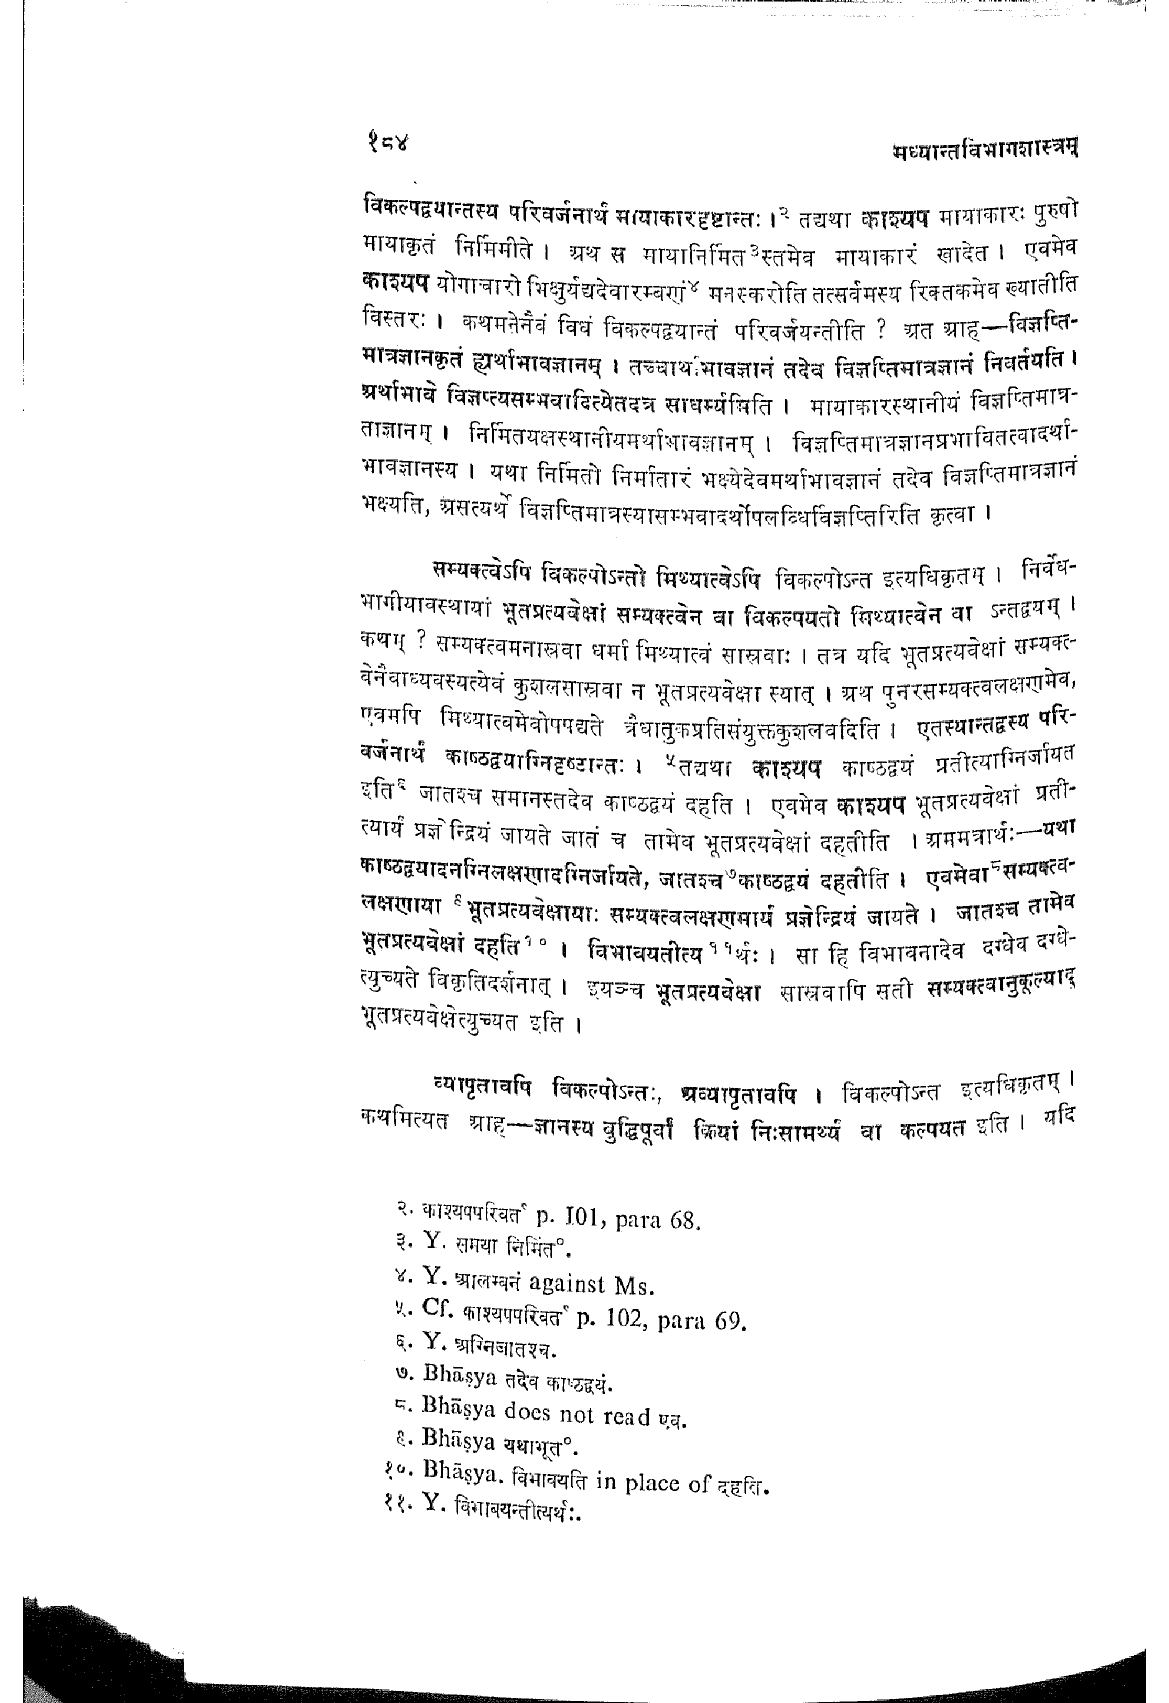 १८४ मध्यान्तविभागशास्त्रम्
विकल्पद्वयान्तस्य परिवर्जनार्थं मायाकारदृष्टान्तः।² तद्यथा काश्यप मायाकारः पुरुषो
मायाकृतं निर्मिमीते। अथ स मायानिर्मित³स्तमेव मायाकारं खादेत। एवमेव
काश्यप योगाचारो भिक्षुर्यद्यदेवारम्बणं⁴ मनस्करोति तत्सर्वमस्य रिक्तकमेव ख्यातीति
विस्तरः। कथमनेनैवं विधं विकल्पद्वयान्तं परिवर्जयन्तीति ? अत आह—विज्ञप्ति-
मात्रज्ञानकृतं ह्यर्थाभावज्ञानम्। तच्चार्थाभावज्ञानं तदेव विज्ञप्तिमात्रज्ञानं निवर्तयति।
अर्थाभावे विज्ञप्त्यसम्भवादित्येतदत्र साधर्म्यमिति। मायाकारस्थानीयं विज्ञप्तिमात्र-
ताज्ञानम्। निर्मितयक्षस्थानीयमर्थाभावज्ञानम्। विज्ञप्तिमात्रज्ञानप्रभावितत्वादर्था-
भावज्ञानस्य। यथा निर्मितो निर्मातारं भक्ष्येदेवमर्थाभावज्ञानं तदेव विज्ञप्तिमात्रज्ञानं
भक्ष्यति, असत्यर्थे विज्ञप्तिमात्रस्यासम्भवादर्थोपलब्धिर्विज्ञप्तिरिति कृत्वा।
सम्यक्त्वेऽपि विकल्पोऽन्तो मिथ्यात्वेऽपि विकल्पोऽन्त इत्यधिकृतम्। निर्वेध-
भागीयावस्थायां भूतप्रत्यवेक्षां सम्यक्त्वेन वा विकल्पयतो मिथ्यात्वेन वा ऽन्तद्वयम्।
कथम् ? सम्यक्त्वमनास्रवा धर्मा मिथ्यात्वं सास्रवाः। तत्र यदि भूतप्रत्यवेक्षां सम्यक्त-
वेनैवाध्यवस्यत्येवं कुशलसास्रवा न भूतप्रत्यवेक्षा स्यात्। अथ पुनरसम्यक्त्वलक्षणमेव,
एवमपि मिथ्यात्वमेवोपपद्यते त्रैधातुकप्रतिसंयुक्तकुशलवदिति। एतस्यान्तद्वस्य परि-
वर्जनार्थं काष्ठद्वयाग्निदृष्टान्तः। ⁵तद्यथा काश्यप काष्ठद्वयं प्रतीत्याग्निर्जायत
इति⁶ जातश्च समानस्तदेव काष्ठद्वयं दहति। एवमेव काश्यप भूतप्रत्यवेक्षां प्रती-
त्यार्यं प्रज्ञेन्द्रियं जायते जातं च तामेव भूतप्रत्यवेक्षां दहतीति । अममत्रार्थः—यथा
काष्ठद्वयादनग्निलक्षणादग्निर्जायते, जातश्च⁷काष्ठद्वयं दहतीति। एवमेवा⁸सम्यक्त्व-
लक्षणाया ⁹भूतप्रत्यवेक्षायाः सम्यक्त्वलक्षणमार्यं प्रज्ञेन्द्रियं जायते। जातश्च तामेव
भूतप्रत्यवेक्षां दहति¹⁰ । विभावयतीत्य¹¹र्थः। सा हि विभावनादेव दग्धेव दग्धे-
त्युच्यते विकृतिदर्शनात्। इयञ्च भूतप्रत्यवेक्षा सास्रवापि सती सम्यक्त्वानुकूल्याद्
भूतप्रत्यवेक्षेत्युच्यत इति।
व्यापृतावपि विकल्पोऽन्तः, अव्यापृतावपि। विकल्पोऽन्त इत्यधिकृतम्।
कथमित्यत आह—ज्ञानस्य बुद्धिपूर्वां क्रियां निःसामर्थ्यं वा कल्पयत इति। यदि
२. काश्यपपरिवर्त p. I01, para 68.
३. Y. समथा निर्मित°.
४. Y. आलम्बनं against Ms.
५. Cf. काश्यपपरिवर्त p. 102, para 69.
६. Y. अग्निजातश्च.
७. Bhāṣya तदेव काष्ठद्वयं.
८. Bhāṣya does not read एव.
९. Bhāṣya यथाभूत°.
१०. Bhāṣya. विभावयति in place of दहति.
११. Y. विभावयन्तीत्यर्थः.